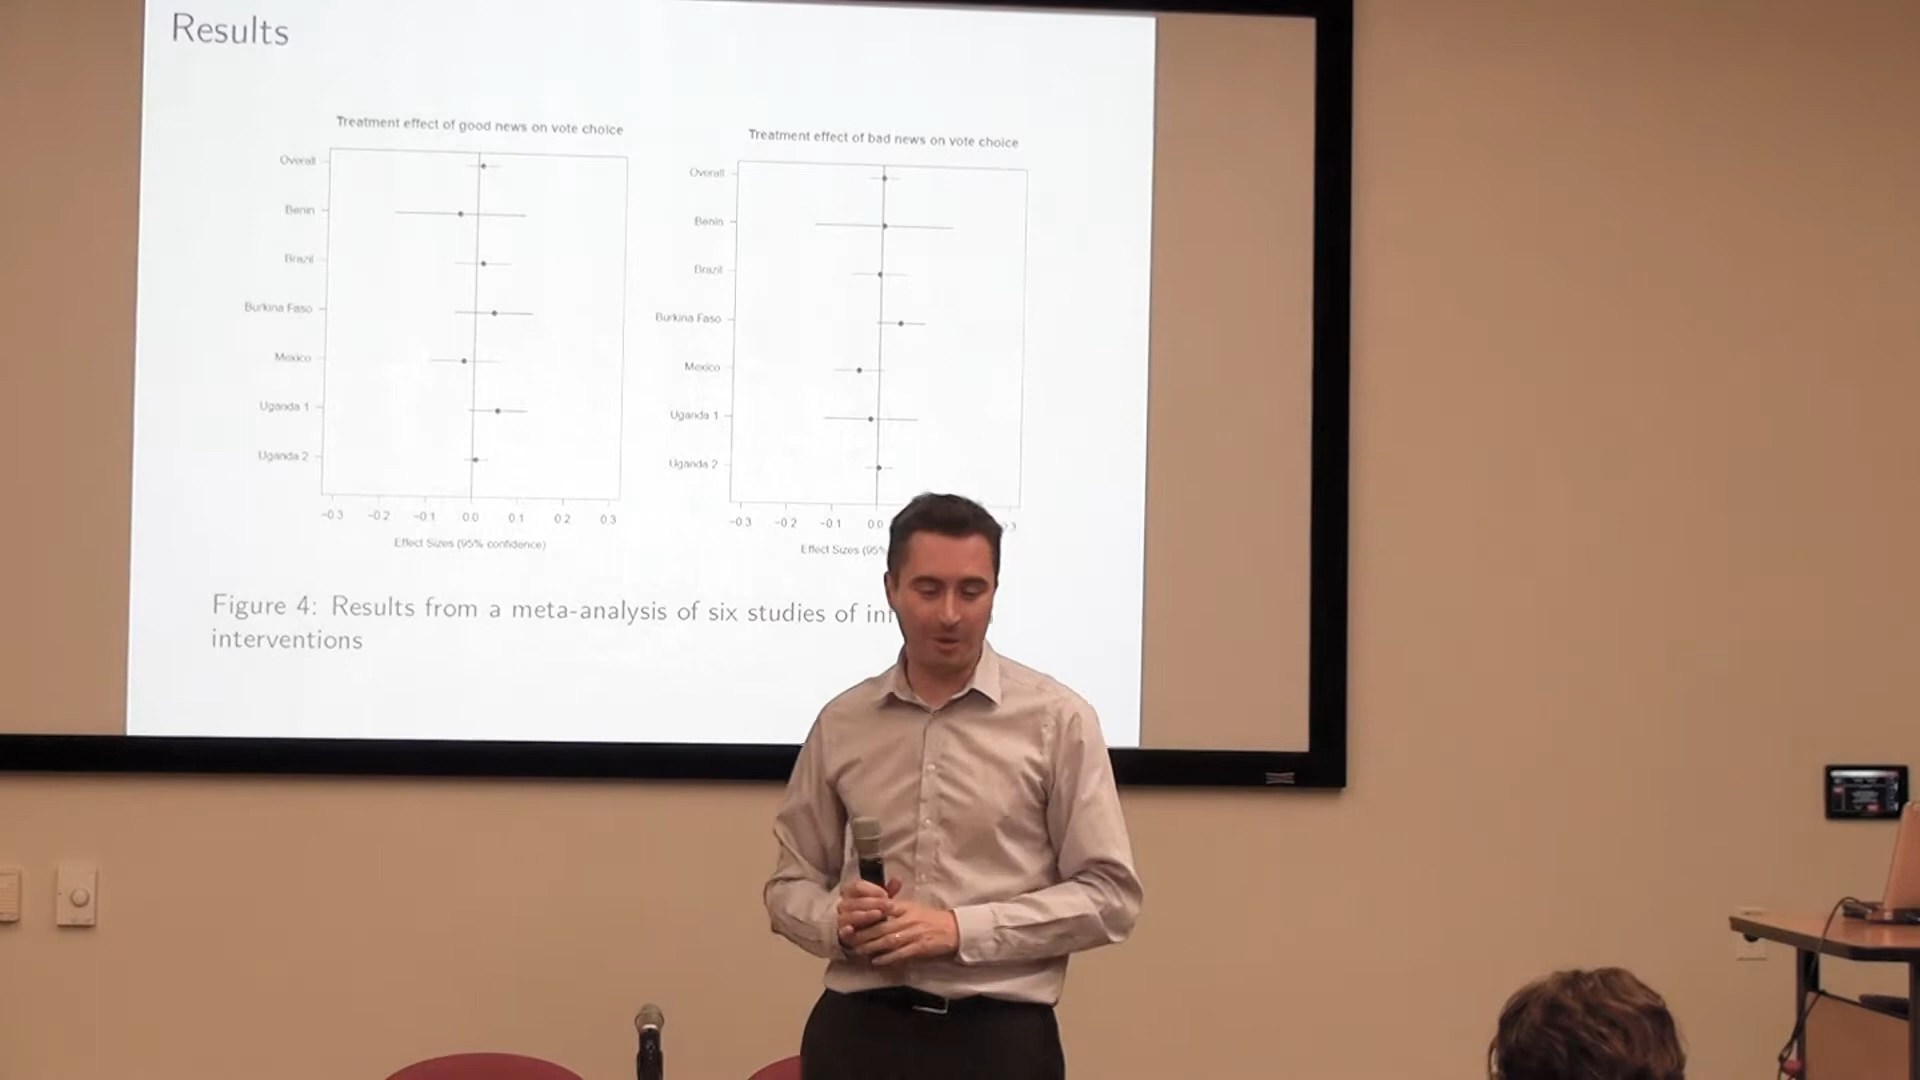 Results
Treatment effect of good news on vote choice
Overall
Benin
Brazil
Burkina Faso
Mexico
Uganda 1
Uganda 2
-0.3 -0.2 -0.1 0.0 0.1 0.2 0.3
Effect Sizes (95% confidence)
Treatment effect of bad news on vote choice
Overall
Benin
Brazil
Burkina Faso
Mexico
Uganda 1
Uganda 2
-0.3 -0.2 -0.1 0.0
Effect Sizes (95%
Figure 4: Results from a meta-analysis of six studies of
interventions